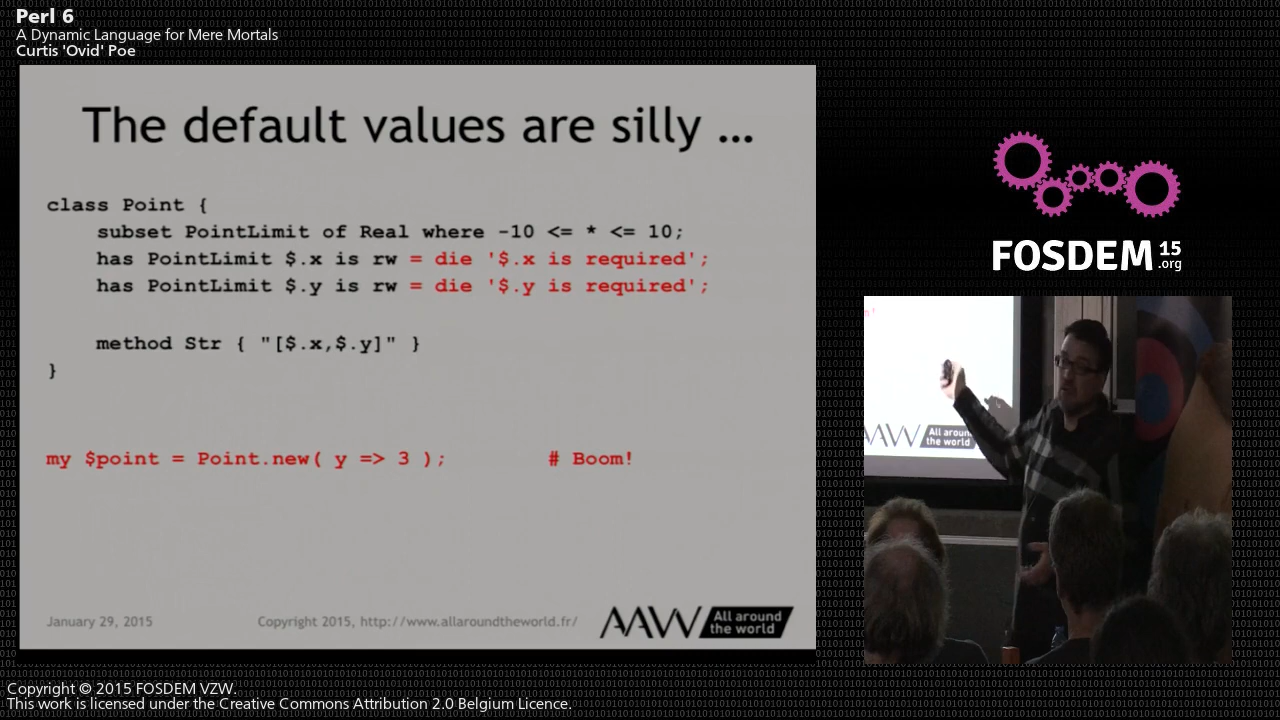 Perl 6
A Dynamic Language for Mere Mortals
Curtis 'Ovid' Poe
The default values are silly ...
class Point {
subset PointLimit of Real where -10 <= * <= 10;
has PointLimit $.x is rw = die '$.x is required';
has PointLimit $.y is rw = die '$.y is required';
method Str { "[$.x,$.y]" }
}
my $point = Point.new( y => 3 ); # Boom!
January 29, 2015 Copyright 2015, http://www.allaroundtheworld.fr/
AAW All around
the world
FOSDEM 15
.org
AW All aroun
the world
Copyright © 2015 FOSDEM VZW.
This work is licensed under the Creative Commons Attribution 2.0 Belgium Licence.